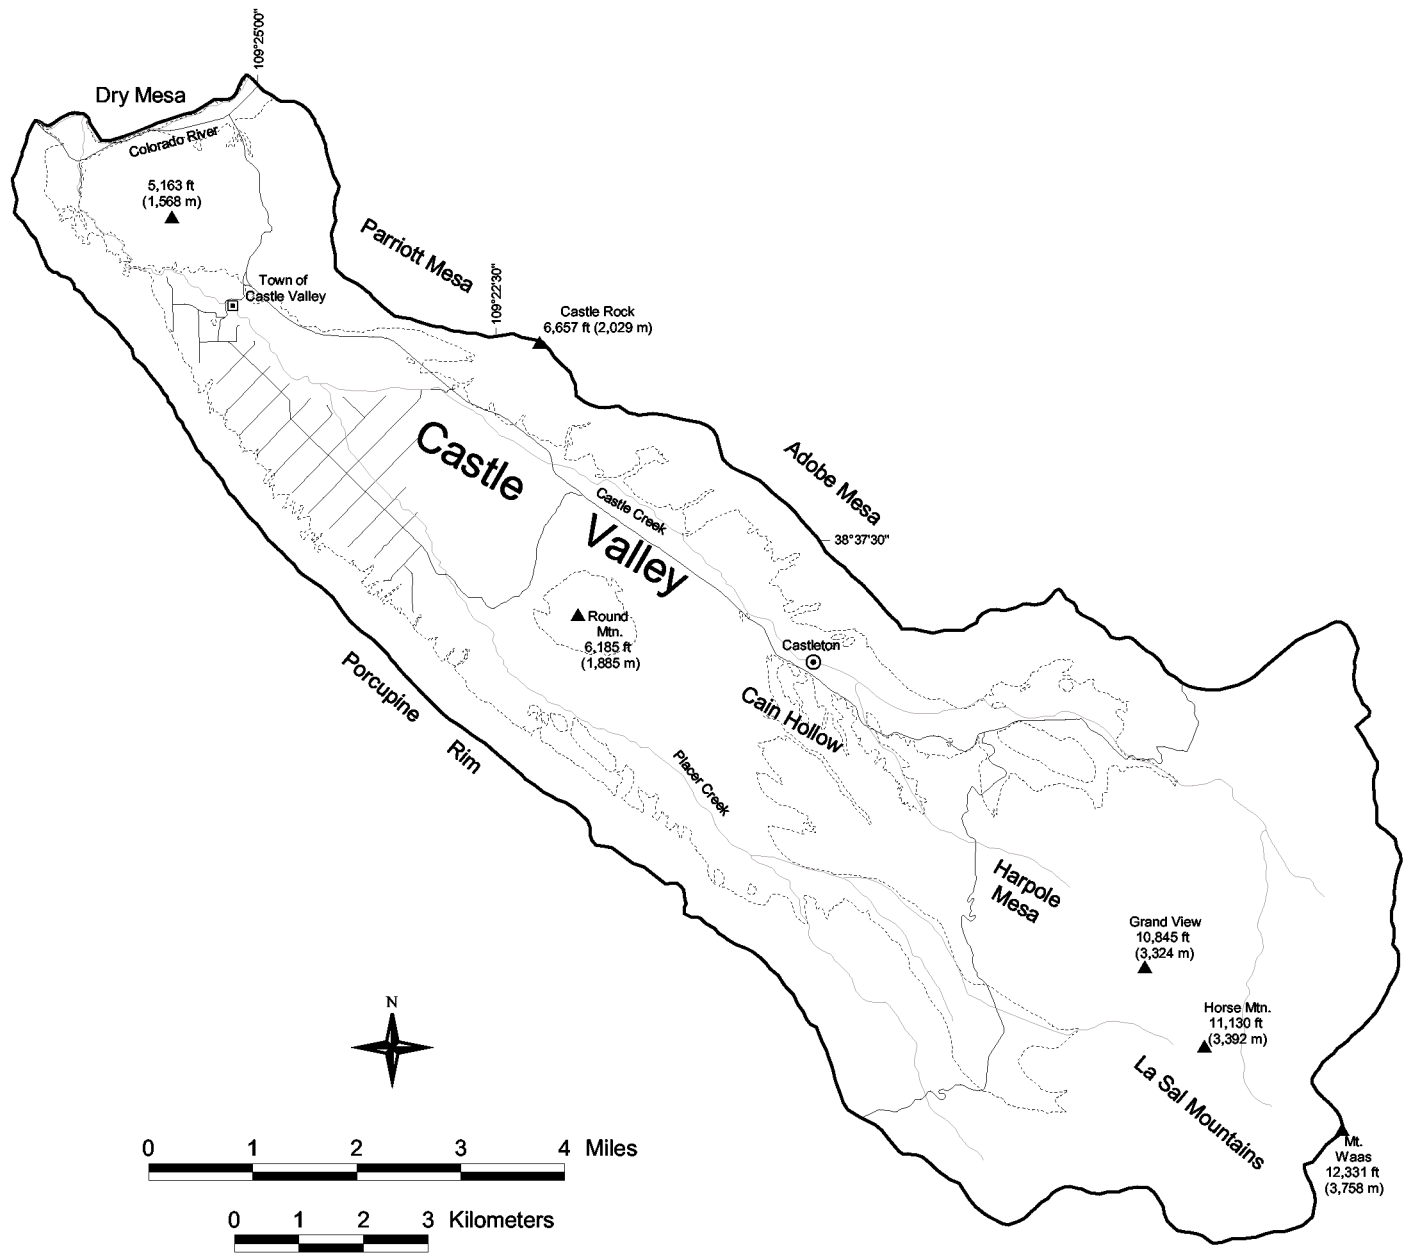 109°25'00"
Dry Mesa
Colorado River
5,163 ft
(1,568 m)
Parriott Mesa
109°22'30"
Town of
Castle Valley
Castle Rock
6,657 ft (2,029 m)
Castle
Valley
Adobe Mesa
Castle Creek
38°37'30"
Round
Mtn.
6,185 ft
(1,885 m)
Castleton
Porcupine
Rim
Cain Hollow
Placer Creek
Harpole
Mesa
Grand View
10,845 ft
(3,324 m)
Horse Mtn.
11,130 ft
(3,392 m)
La Sal Mountains
Mt.
Waas
12,331 ft
(3,758 m)
N
0 1 2 3 4 Miles
0 1 2 3 Kilometers